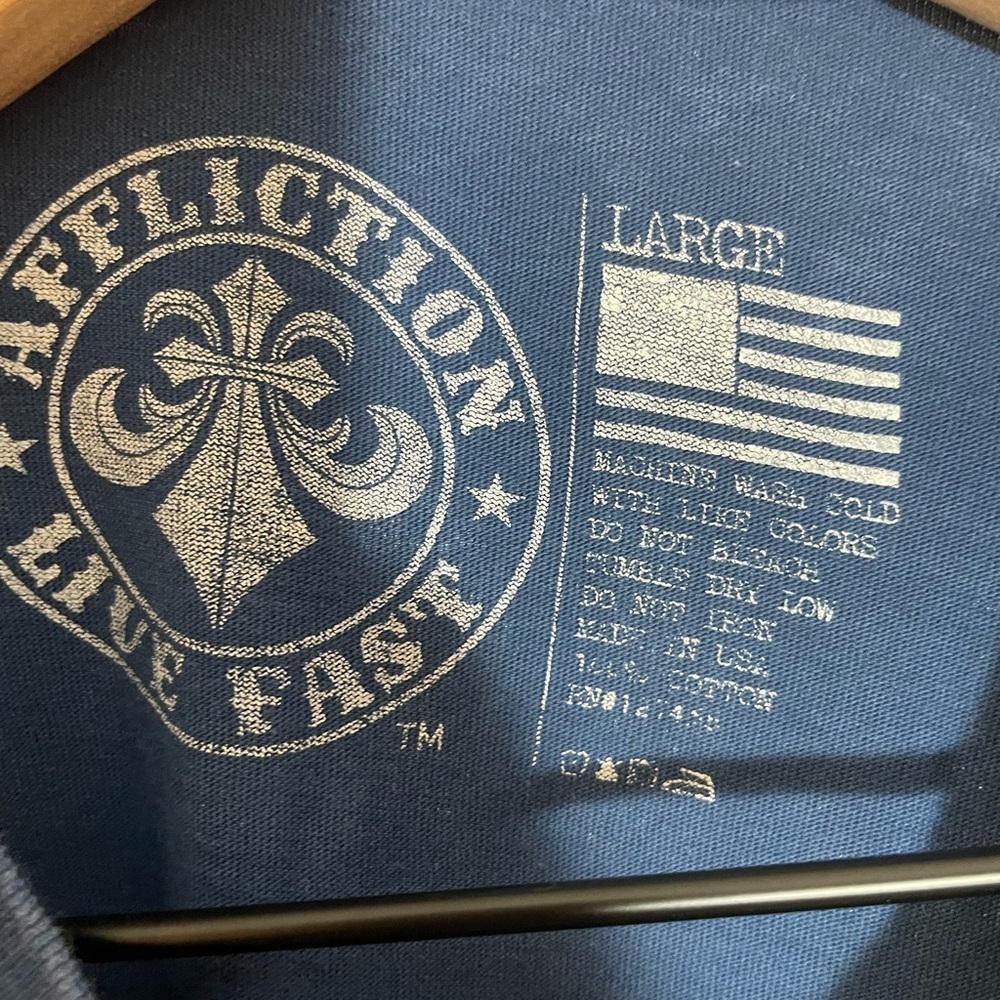 AFFLICTION
LIVE FAST
TM
LARGE
MACHINE WASH COLD
WITH LIKE COLORS
DO NOT BLEACH
TUMBLE DRY LOW
DO NOT IRON
MADE IN USA
100% COTTON